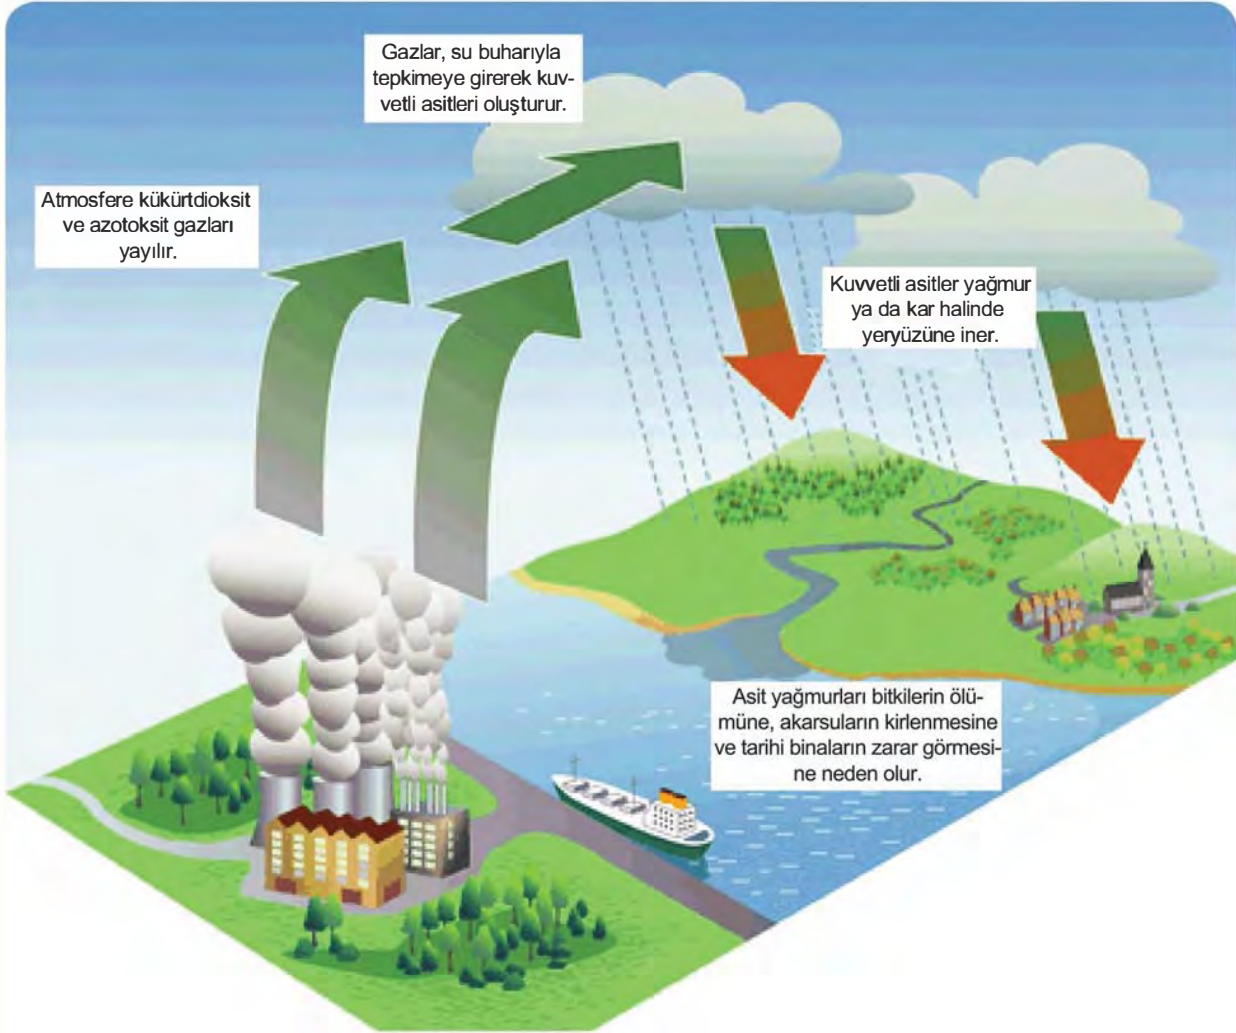 Gazlar, su buharıyla
tepkimeye girerek kuv-
vetli asitleri oluşturur.
Atmosfere kükürtdioksit
ve azotoksit gazları
yayılır.
Kuvvetli asitler yağmur
ya da kar halinde
yeryüzüne iner.
Asit yağmurları bitkilerin ölü-
müne, akarsuların kirlenmesine
ve tarihi binaların zarar görmesi-
ne neden olur.